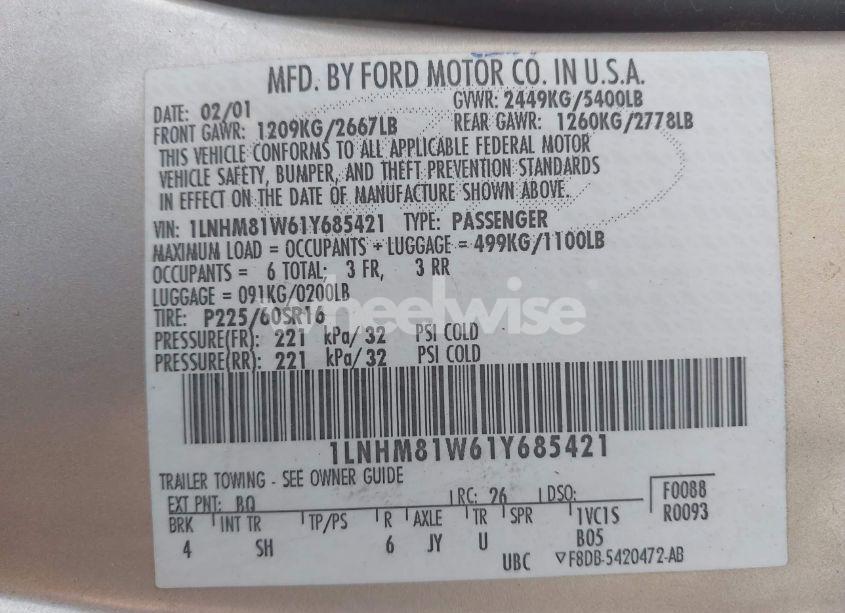 MFD. BY FORD MOTOR CO. IN U.S.A.
DATE: 02/01 GVWR: 2449KG/5400LB
FRONT GAWR: 1209KG/2667LB REAR GAWR: 1260KG/2778LB
THIS VEHICLE CONFORMS TO ALL APPLICABLE FEDERAL MOTOR
VEHICLE SAFETY, BUMPER, AND THEFT PREVENTION STANDARDS
IN EFFECT ON THE DATE OF MANUFACTURE SHOWN ABOVE.
VIN: 1LNHM81W61Y685421 TYPE: PASSENGER
MAXIMUM LOAD = OCCUPANTS + LUGGAGE = 499KG/1100LB
OCCUPANTS = 6 TOTAL; 3 FR, 3 RR
LUGGAGE = 091KG/0200LB
TIRE: P225/60SR16
wheelwise
PRESSURE(FR): 221 kPa/ 32 PSI COLD
PRESSURE(RR): 221 kPa/ 32 PSI COLD
1LNHM81W61Y685421
TRAILER TOWING - SEE OWNER GUIDE
EXT PNT: BQ RC: 26 DSO: F0088
BRK INT TR TP/PS R AXLE TR SPR 1VC1S R0093
4 SH 6 JY U B05
UBC ▽F8DB-5420472-AB